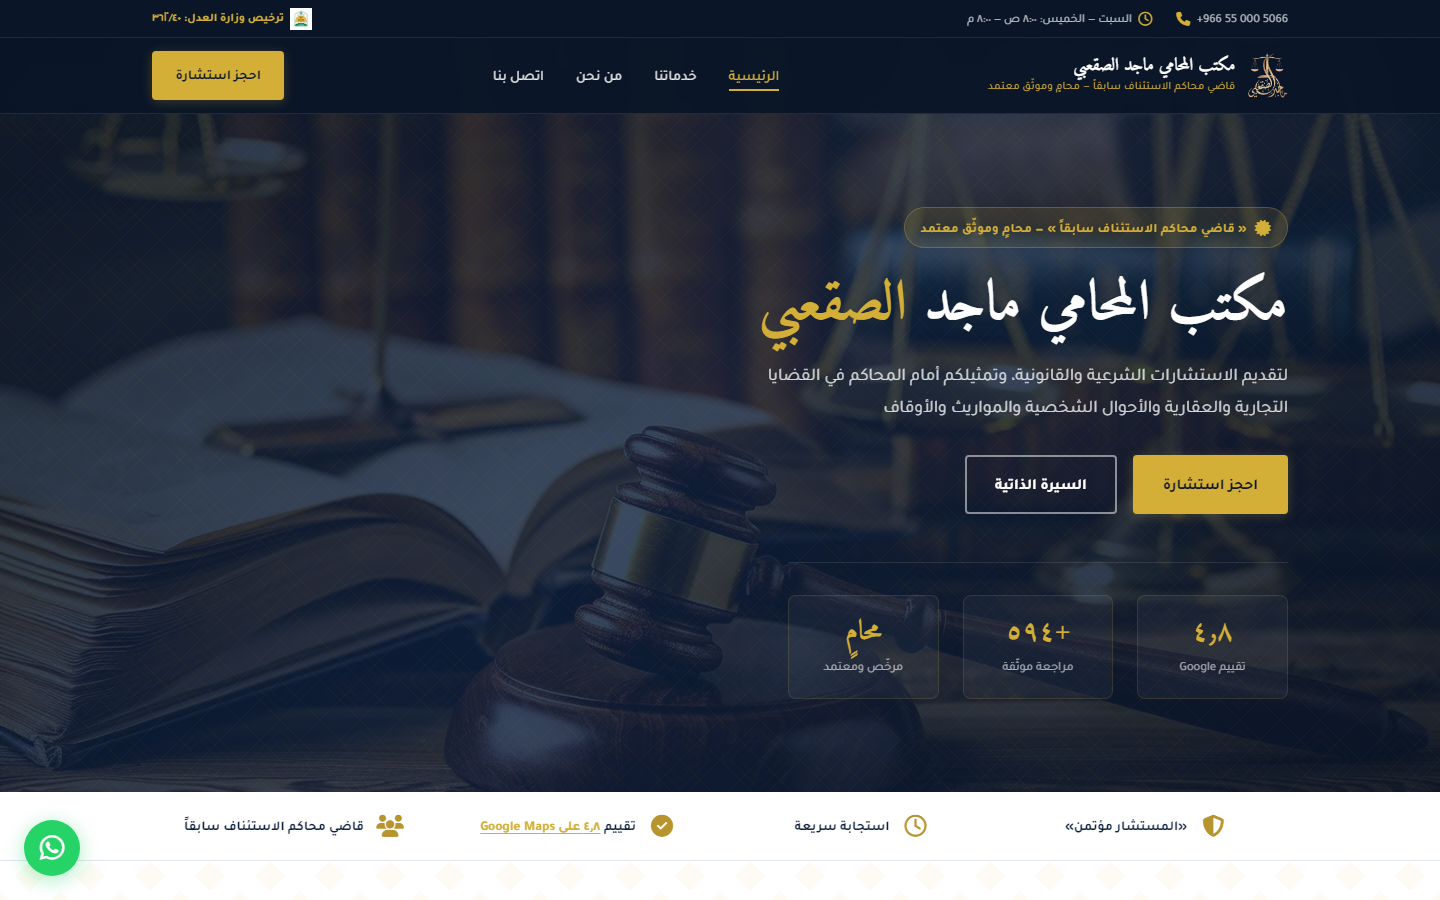 +966 55 000 5066
السبت – الخميس: ٨:٠٠ ص – ٨:٠٠ م
ترخيص وزارة العدل: ٣٦٢/٤٠
مكتب المحامي ماجد الصقعبي
قاضي محاكم الاستئناف سابقاً – محامٍ وموثّق معتمد
الرئيسية
خدماتنا
من نحن
اتصل بنا
احجز استشارة
« قاضي محاكم الاستئناف سابقاً » – محامٍ وموثّق معتمد
مكتب المحامي ماجد الصقعبي
لتقديم الاستشارات الشرعية والقانونية، وتمثيلكم أمام المحاكم في القضايا
التجارية والعقارية والأحوال الشخصية والمواريث والأوقاف
احجز استشارة
السيرة الذاتية
٤٫٨
تقييم Google
+٥٩٤
مراجعة موثّقة
محامٍ
مرخّص ومعتمد
«المستشار مؤتمن»
استجابة سريعة
تقييم ٤٫٨ على Google Maps
قاضي محاكم الاستئناف سابقاً